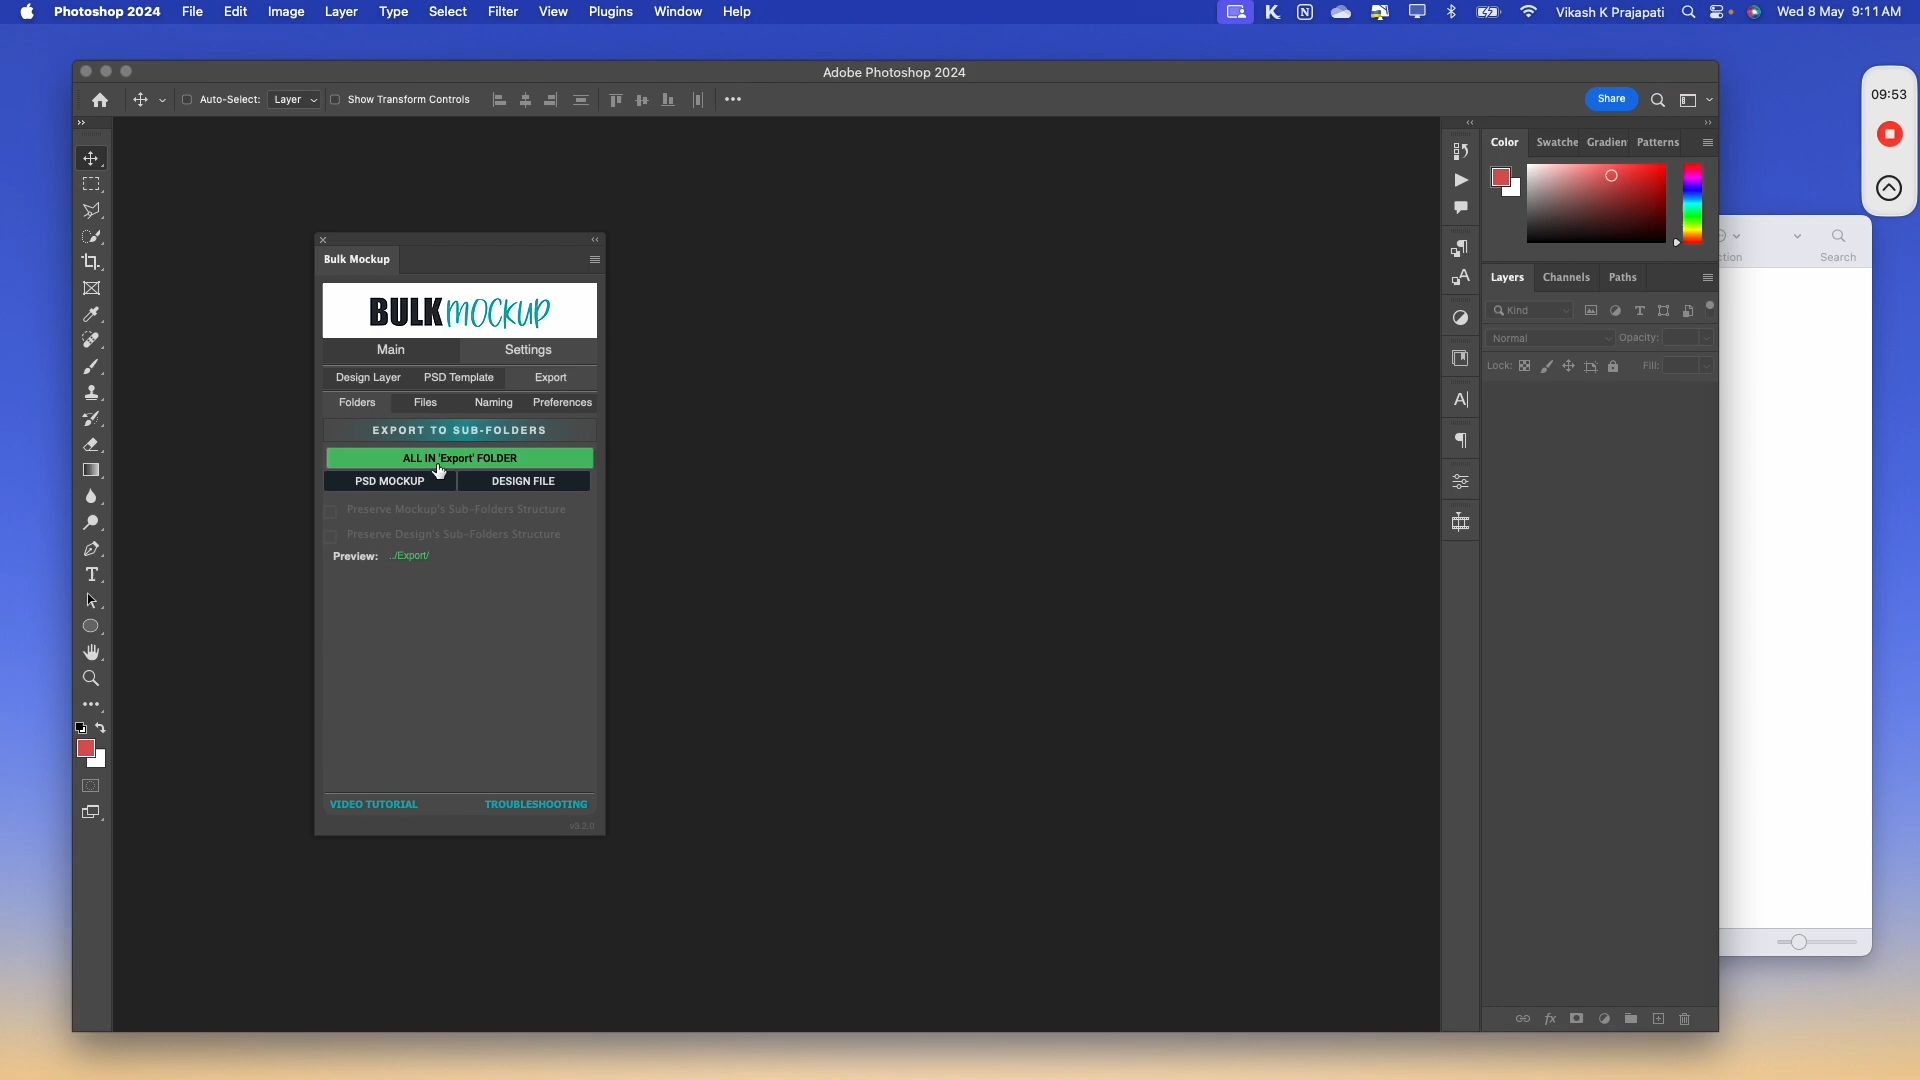 Photoshop 2024 File Edit Image Layer Type Select Filter View Plugins Window Help Vikash K Prajapati Wed 8 May 9:11 AM
Adobe Photoshop 2024
Auto-Select: Layer Show Transform Controls Share
09:53
Color Swatche Gradien Patterns
Search
Bulk Mockup
BULK MOCKUP
Main Settings
Design Layer PSD Template Export
Folders Files Naming Preferences
EXPORT TO SUB-FOLDERS
ALL IN 'Export' FOLDER
PSD MOCKUP DESIGN FILE
Preserve Mockup's Sub-Folders Structure
Preserve Design's Sub-Folders Structure
Preview: ../Export/
VIDEO TUTORIAL TROUBLESHOOTING
v3.2.0
Layers Channels Paths
Kind
Normal Opacity:
Lock: Fill: